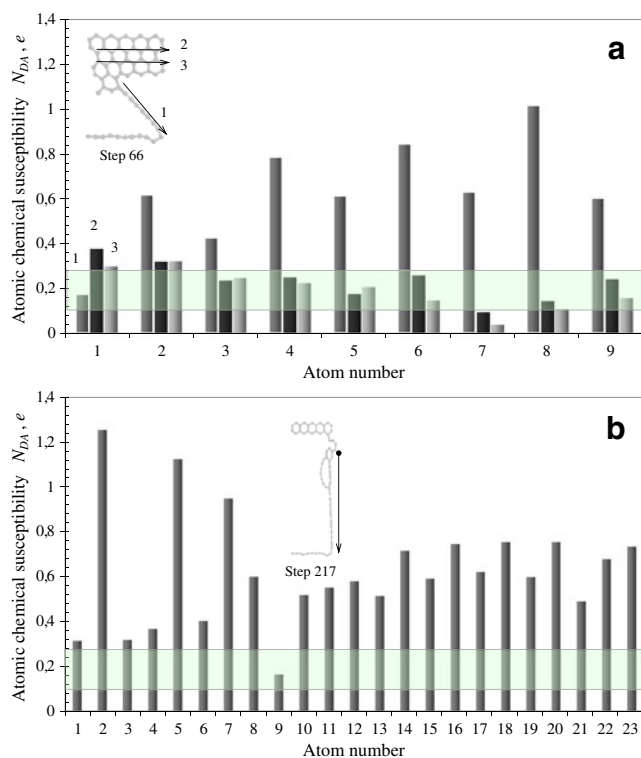 1,4
1,2
1
0,8
0,6
0,4
0,2
0
Atomic chemical susceptibility N_DA, e
a
2
3
1
Step 66
1
2
3
1 2 3 4 5 6 7 8 9
Atom number
1,4
1,2
1
0,8
0,6
0,4
0,2
0
Atomic chemical susceptibility N_DA, e
b
Step 217
1 2 3 4 5 6 7 8 9 10 11 12 13 14 15 16 17 18 19 20 21 22 23
Atom number